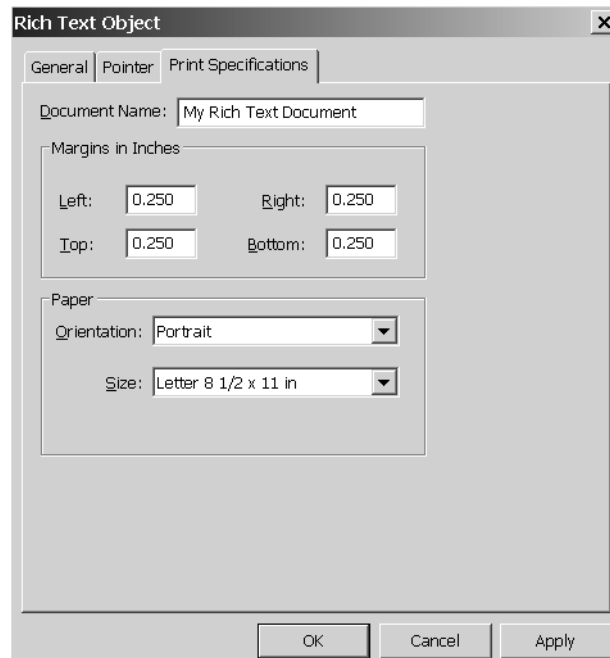 Rich Text Object
General Pointer Print Specifications
Document Name: My Rich Text Document
Margins in Inches
Left: 0.250 Right: 0.250
Top: 0.250 Bottom: 0.250
Paper
Orientation: Portrait
Size: Letter 8 1/2 x 11 in
OK Cancel Apply